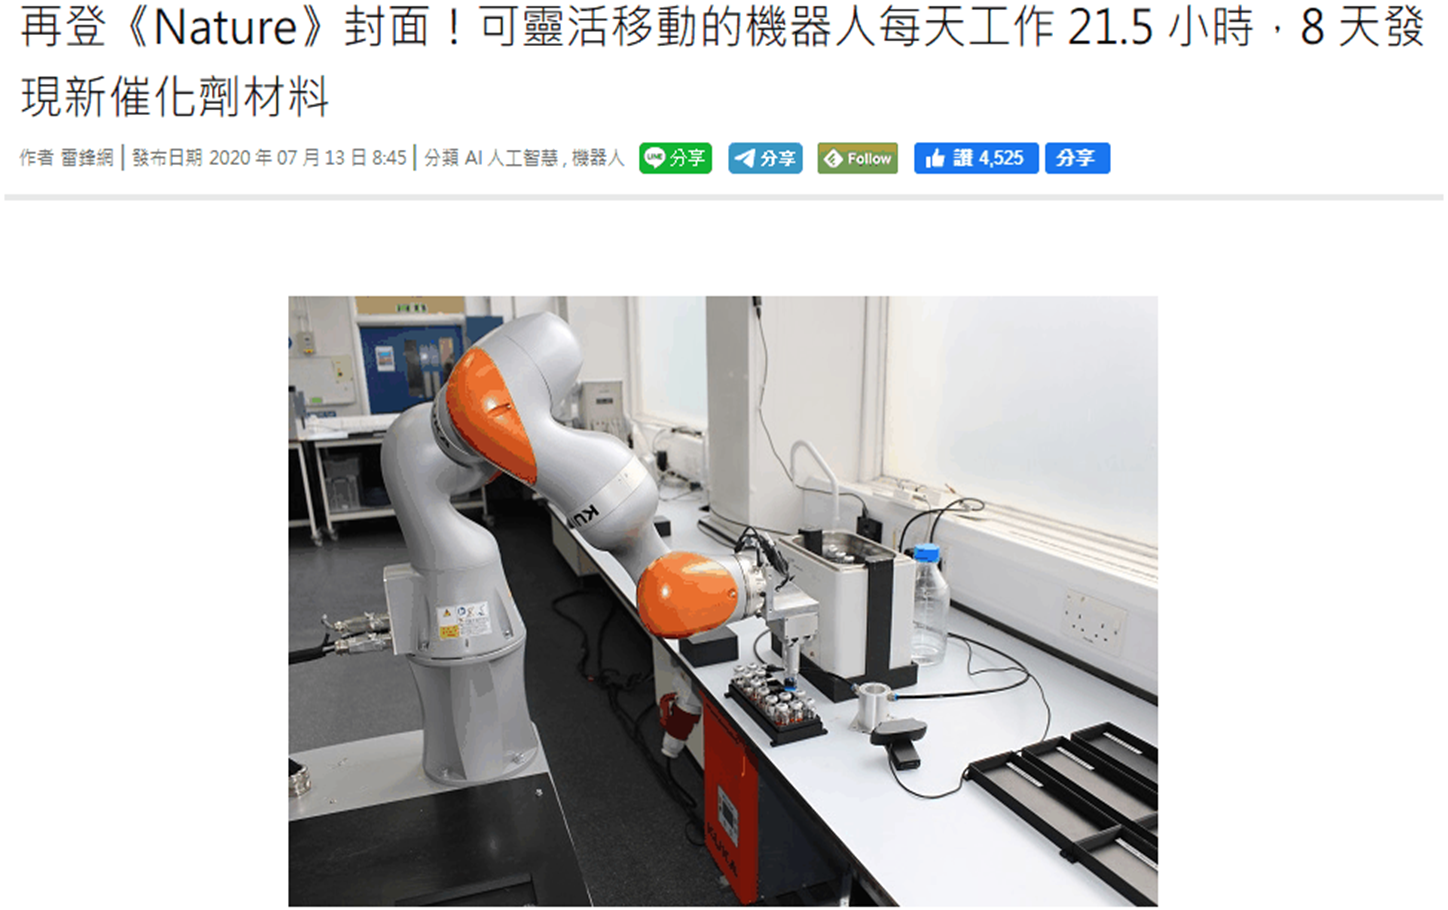 再登《Nature》封面！可靈活移動的機器人每天工作 21.5 小時，8 天發
現新催化劑材料
作者 雷鋒網 | 發布日期 2020 年 07 月 13 日 8:45 | 分類 AI 人工智慧 , 機器人 LINE 分享 分享 Follow 讚 4,525 分享
KUKA